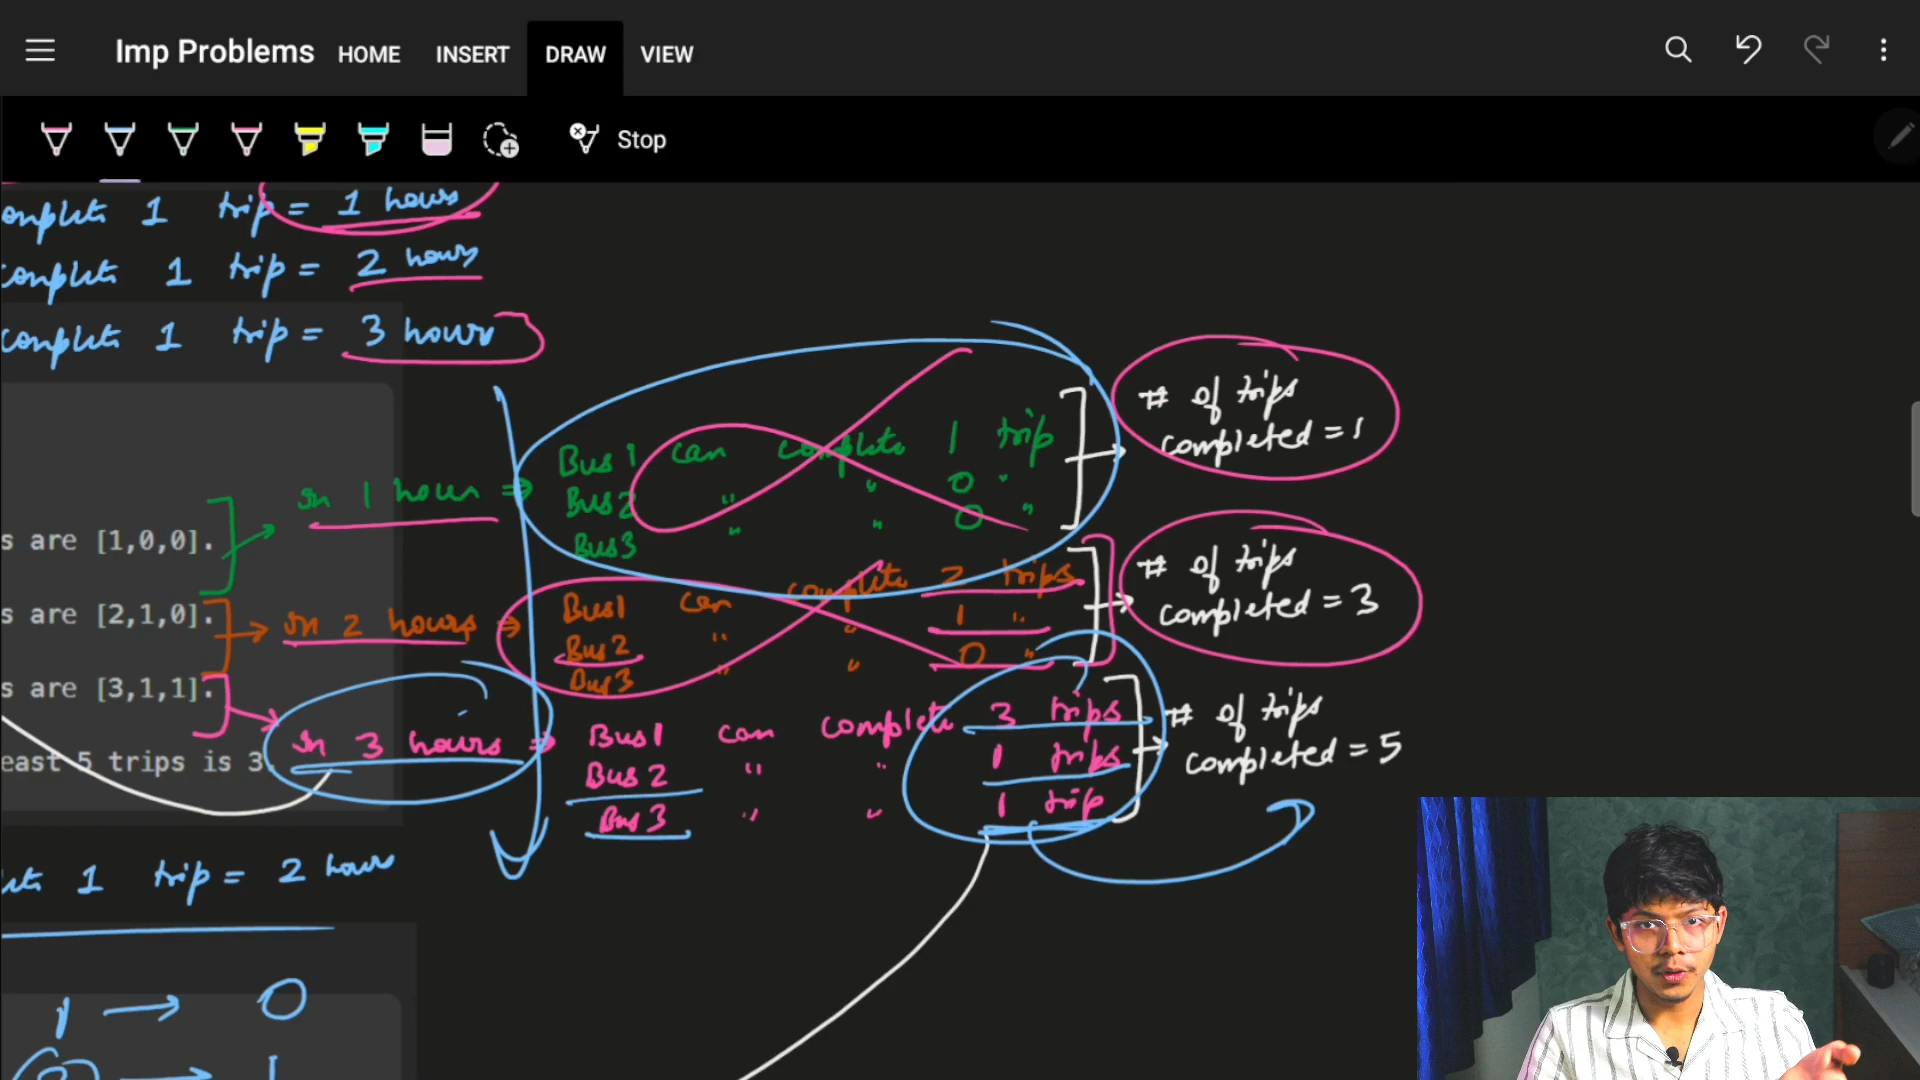 Imp Problems HOME INSERT DRAW VIEW
Stop
omplete 1 trip = 1 hours
complete 1 trip = 2 hours
complete 1 trip = 3 hours
# of trips
completed = 1
Bus 1 can complete 1 trip
Bus 2 " " 0 "
Bus 3 " " 0 "
in 1 hour ⇒
s are [1,0,0].
# of trips
completed = 3
Bus 1 can complete 2 trips
Bus 2 " " 1 "
Bus 3 " " 0 "
in 2 hours ⇒
s are [2,1,0].
s are [3,1,1].
in 3 hours ⇒
Bus 1 can complete 3 trips
Bus 2 " " 1 trips
Bus 3 " " 1 trip
# of trips
completed = 5
east 5 trips is 3.
1 trip = 2 hours
1 → 0
→ 1